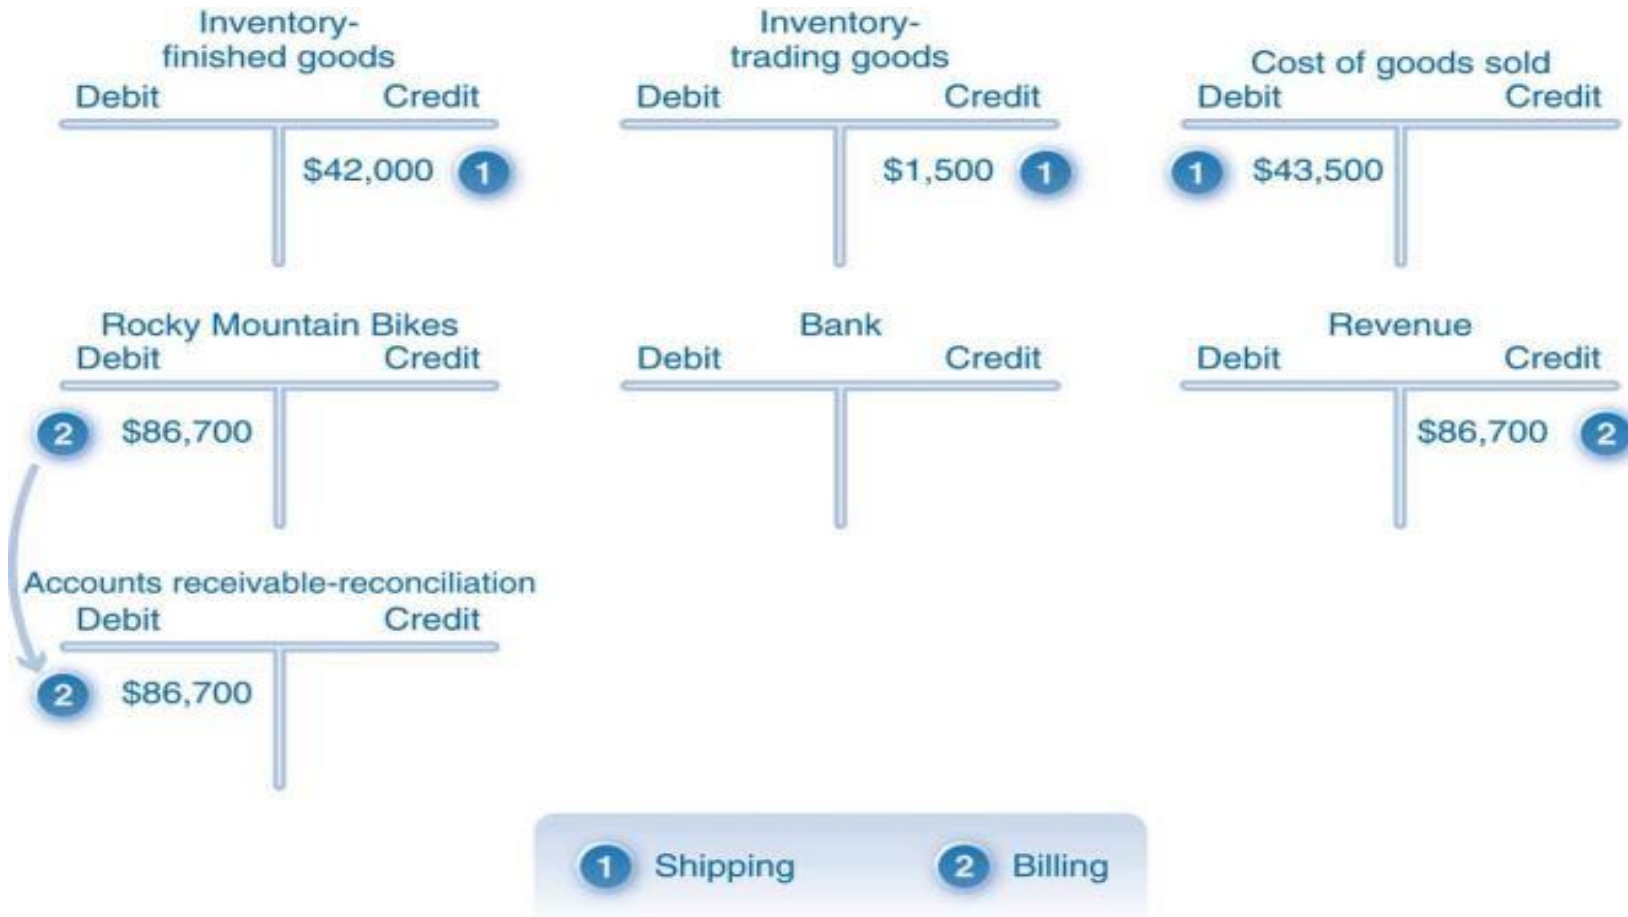 Inventory-
finished goods
Debit Credit
$42,000 1
Inventory-
trading goods
Debit Credit
$1,500 1
Cost of goods sold
Debit Credit
1 $43,500
Rocky Mountain Bikes
Debit Credit
2 $86,700
Bank
Debit Credit
Revenue
Debit Credit
$86,700 2
Accounts receivable-reconciliation
Debit Credit
2 $86,700
1 Shipping 2 Billing